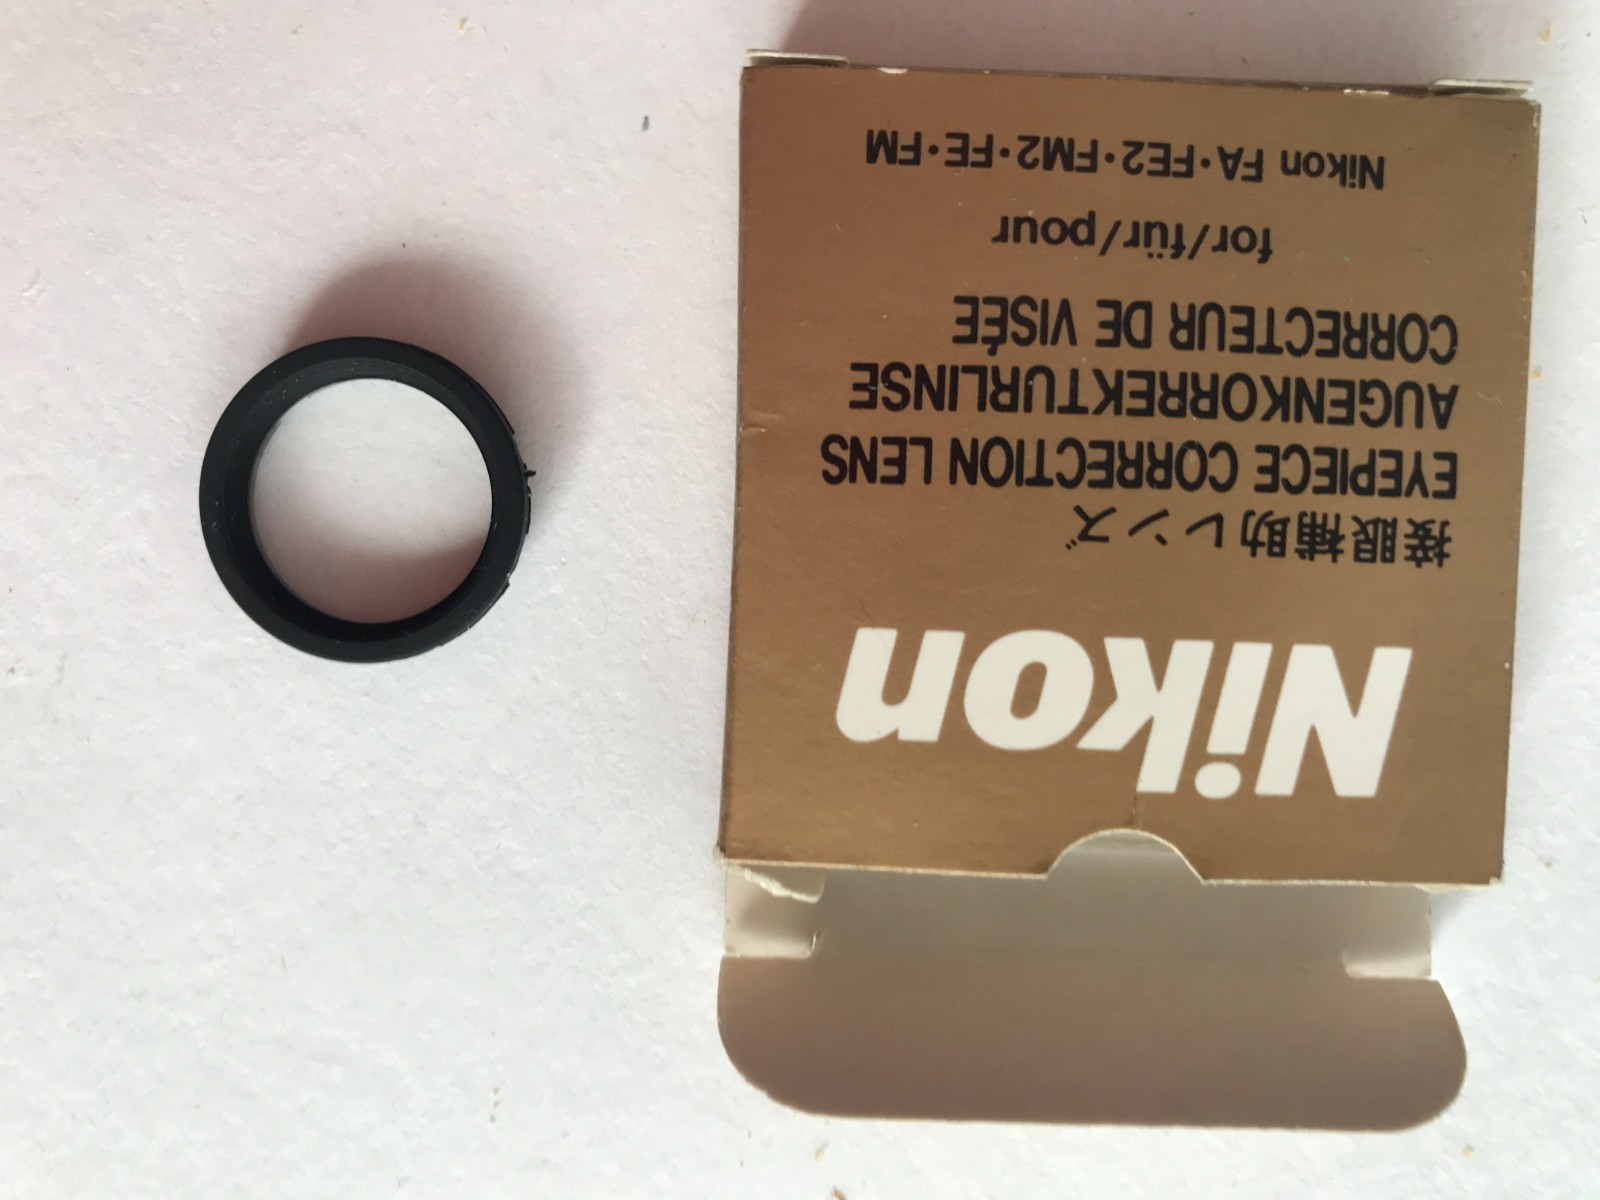 Nikon
接眼補助レンズ
EYEPIECE CORRECTION LENS
AUGENKORREKTURLINSE
CORRECTEUR DE VISÉE
for/für/pour
Nikon FA·FE2·FM2·FE·FM